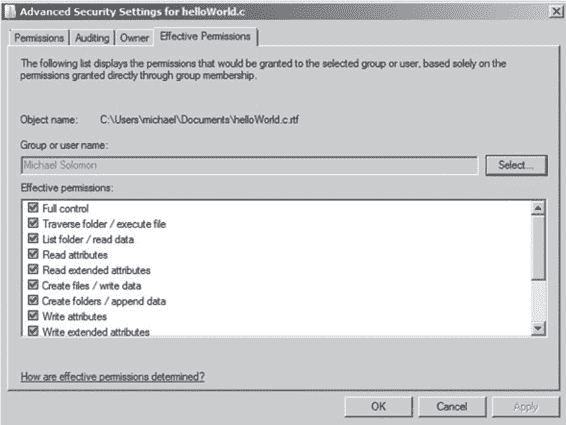 Advanced Security Settings for helloWorld.c
Permissions Auditing Owner Effective Permissions
The following list displays the permissions that would be granted to the selected group or user, based solely on the
permissions granted directly through group membership.
Object name: C:\Users\michael\Documents\helloWorld.c.rtf
Group or user name:
Michael Solomon
Select...
Effective permissions:
Full control
Traverse folder / execute file
List folder / read data
Read attributes
Read extended attributes
Create files / write data
Create folders / append data
Write attributes
Write extended attributes
How are effective permissions determined?
OK Cancel Apply